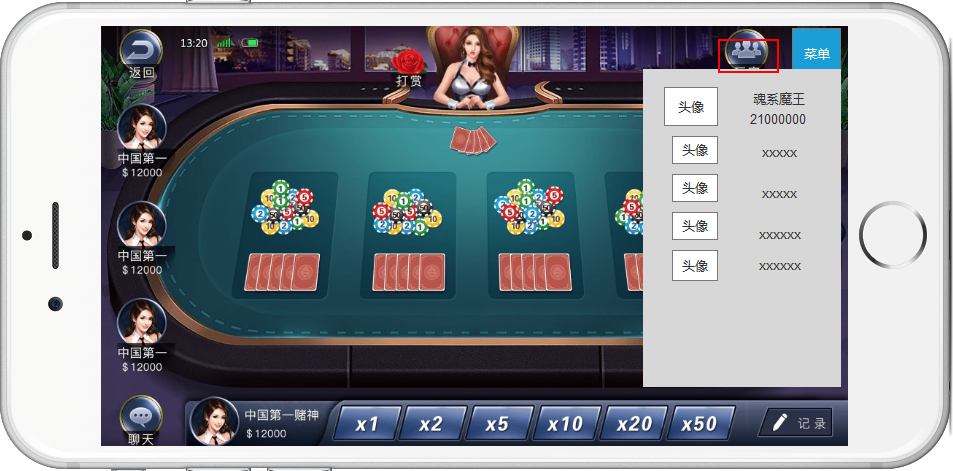 13:20
返回
打赏
菜单
头像 魂系魔王
21000000
头像 xxxxx
头像 xxxxx
头像 xxxxxx
头像 xxxxxx
中国第一
$ 12000
中国第一
$ 12000
中国第一
$ 12000
聊天
中国第一赌神
$ 12000
x1 x2 x5 x10 x20 x50
记录